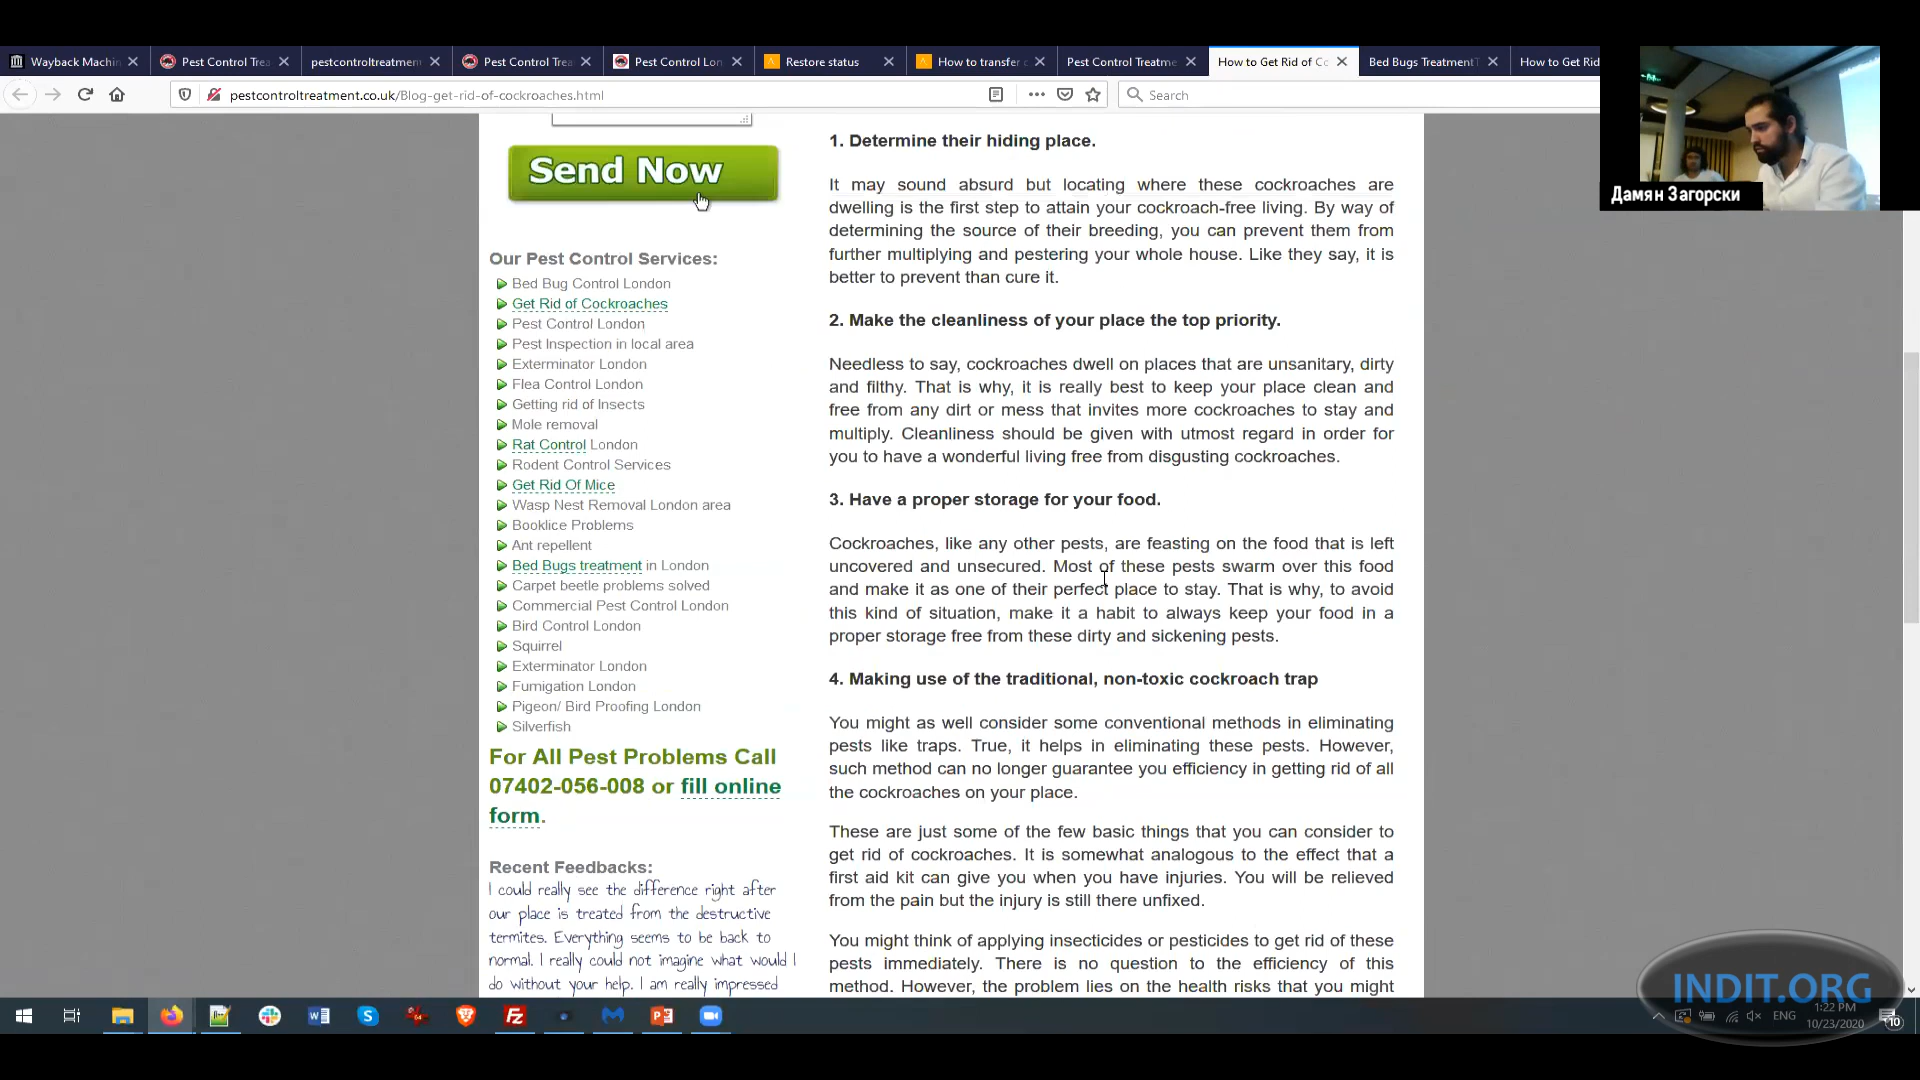 Wayback Machin
Pest Control Trea
pestcontroltreatment
Pest Control Trea
Pest Control Lon
Restore status
How to transfer
Pest Control Treatme
How to Get Rid of Co
Bed Bugs Treatment
How to Get Rid
pestcontroltreatment.co.uk/Blog-get-rid-of-cockroaches.html
Search
Дамян Загорски
Send Now
Our Pest Control Services:
Bed Bug Control London
Get Rid of Cockroaches
Pest Control London
Pest Inspection in local area
Exterminator London
Flea Control London
Getting rid of Insects
Mole removal
Rat Control London
Rodent Control Services
Get Rid Of Mice
Wasp Nest Removal London area
Booklice Problems
Ant repellent
Bed Bugs treatment in London
Carpet beetle problems solved
Commercial Pest Control London
Bird Control London
Squirrel
Exterminator London
Fumigation London
Pigeon/ Bird Proofing London
Silverfish
For All Pest Problems Call
07402-056-008 or fill online
form.
Recent Feedbacks:
I could really see the difference right after
our place is treated from the destructive
termites. Everything seems to be back to
normal. I really could not imagine what would I
do without your help. I am really impressed
1. Determine their hiding place.
It may sound absurd but locating where these cockroaches are
dwelling is the first step to attain your cockroach-free living. By way of
determining the source of their breeding, you can prevent them from
further multiplying and pestering your whole house. Like they say, it is
better to prevent than cure it.
2. Make the cleanliness of your place the top priority.
Needless to say, cockroaches dwell on places that are unsanitary, dirty
and filthy. That is why, it is really best to keep your place clean and
free from any dirt or mess that invites more cockroaches to stay and
multiply. Cleanliness should be given with utmost regard in order for
you to have a wonderful living free from disgusting cockroaches.
3. Have a proper storage for your food.
Cockroaches, like any other pests, are feasting on the food that is left
uncovered and unsecured. Most of these pests swarm over this food
and make it as one of their perfect place to stay. That is why, to avoid
this kind of situation, make it a habit to always keep your food in a
proper storage free from these dirty and sickening pests.
4. Making use of the traditional, non-toxic cockroach trap
You might as well consider some conventional methods in eliminating
pests like traps. True, it helps in eliminating these pests. However,
such method can no longer guarantee you efficiency in getting rid of all
the cockroaches on your place.
These are just some of the few basic things that you can consider to
get rid of cockroaches. It is somewhat analogous to the effect that a
first aid kit can give you when you have injuries. You will be relieved
from the pain but the injury is still there unfixed.
You might think of applying insecticides or pesticides to get rid of these
pests immediately. There is no question to the efficiency of this
method. However, the problem lies on the health risks that you might
INDIT.ORG
ENG
1:22 PM
10/23/2020
10